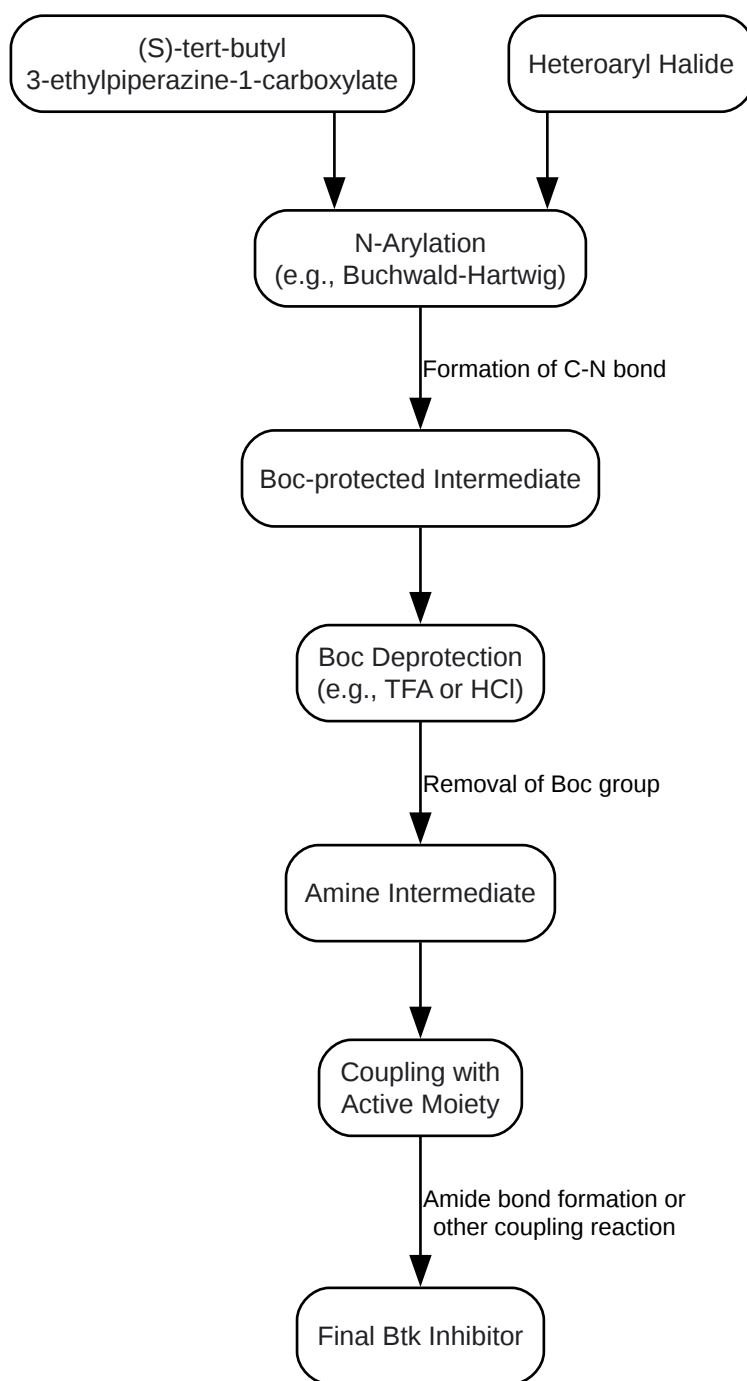 (S)-tert-butyl
3-ethylpiperazine-1-carboxylate
Heteroaryl Halide
N-Arylation
(e.g., Buchwald-Hartwig)
Formation of C-N bond
Boc-protected Intermediate
Boc Deprotection
(e.g., TFA or HCl)
Removal of Boc group
Amine Intermediate
Coupling with
Active Moiety
Amide bond formation or
other coupling reaction
Final Btk Inhibitor